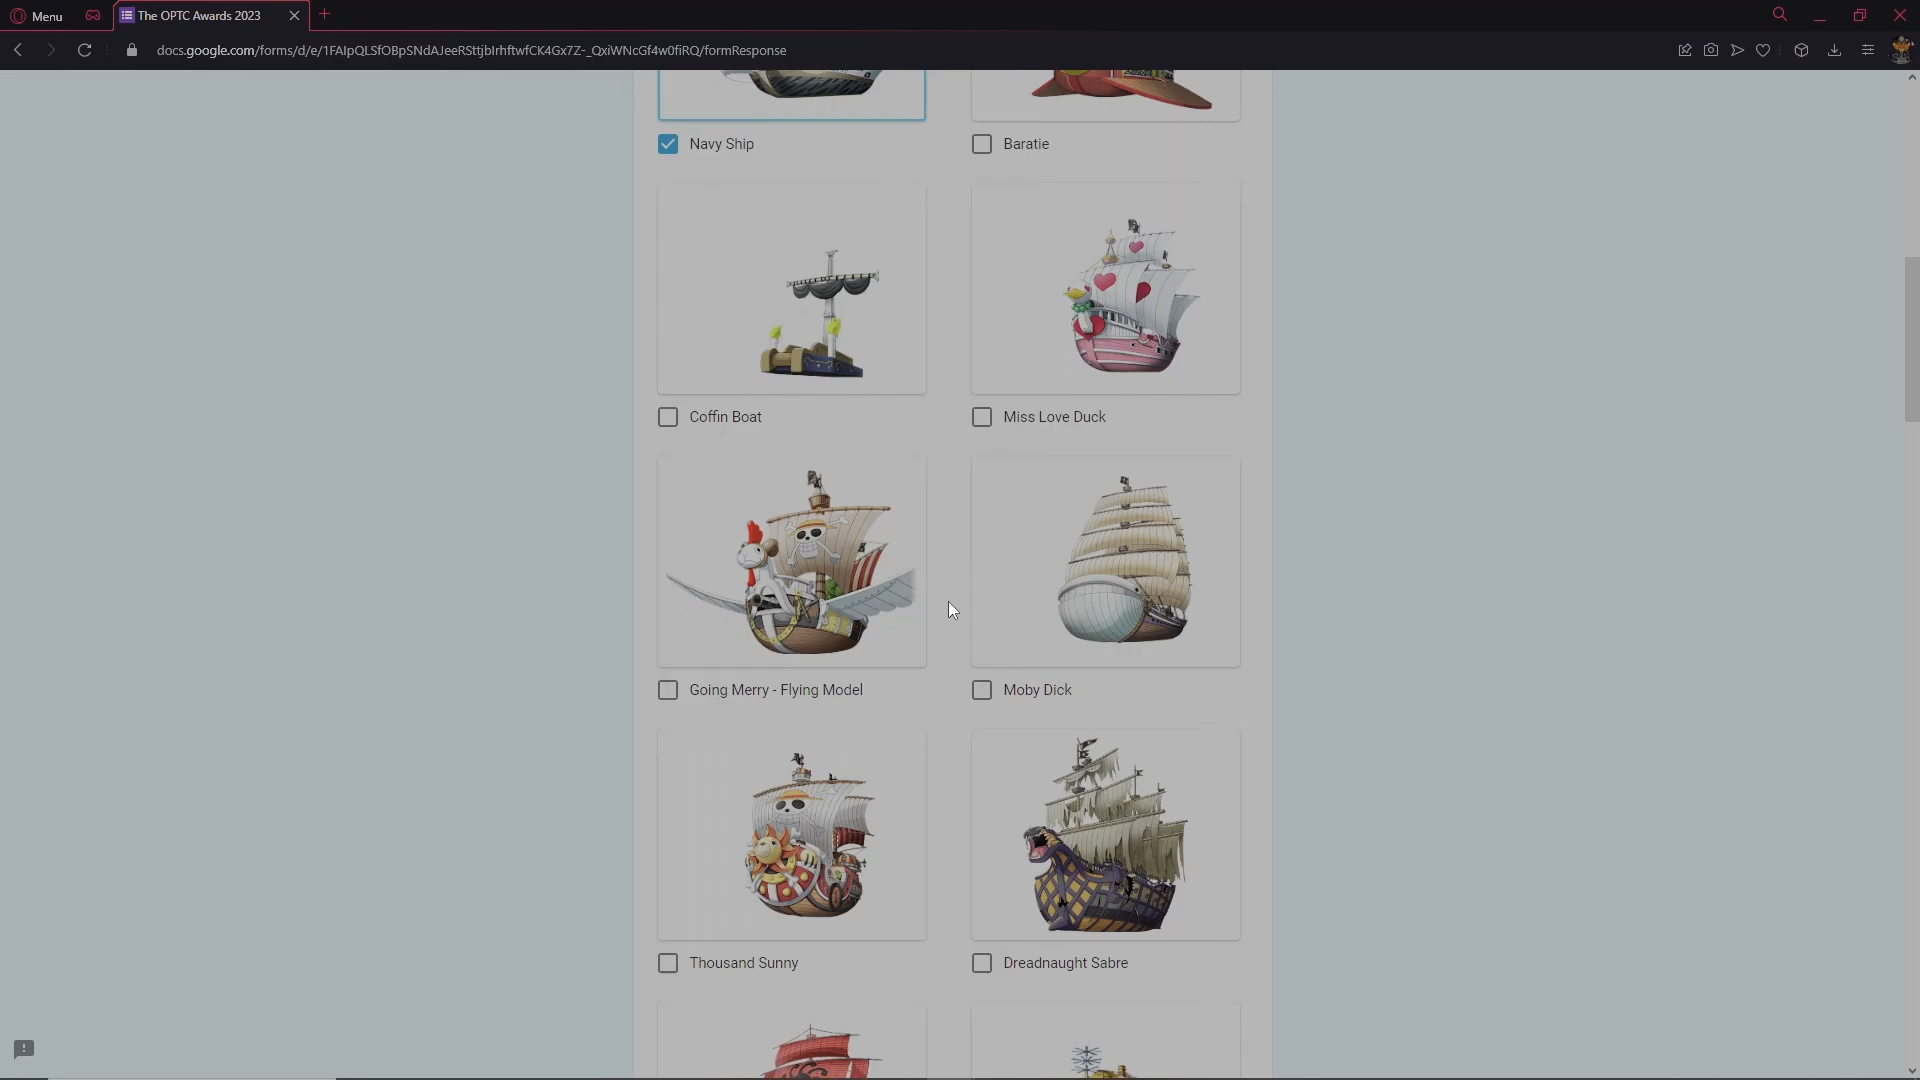 Menu
The OPTC Awards 2023
docs.google.com/forms/d/e/1FAIpQLSfOBpSNdAJeeRSttjbIrhftwfCK4Gx7Z-_QxiWNcGf4w0fiRQ/formResponse
Navy Ship
Baratie
Coffin Boat
Miss Love Duck
Going Merry - Flying Model
Moby Dick
Thousand Sunny
Dreadnaught Sabre